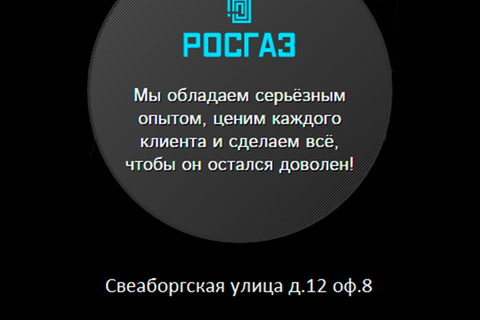 РОСГАЗ
Мы обладаем серьёзным
опытом, ценим каждого
клиента и сделаем всё,
чтобы он остался доволен!
Свеаборгская улица д.12 оф.8